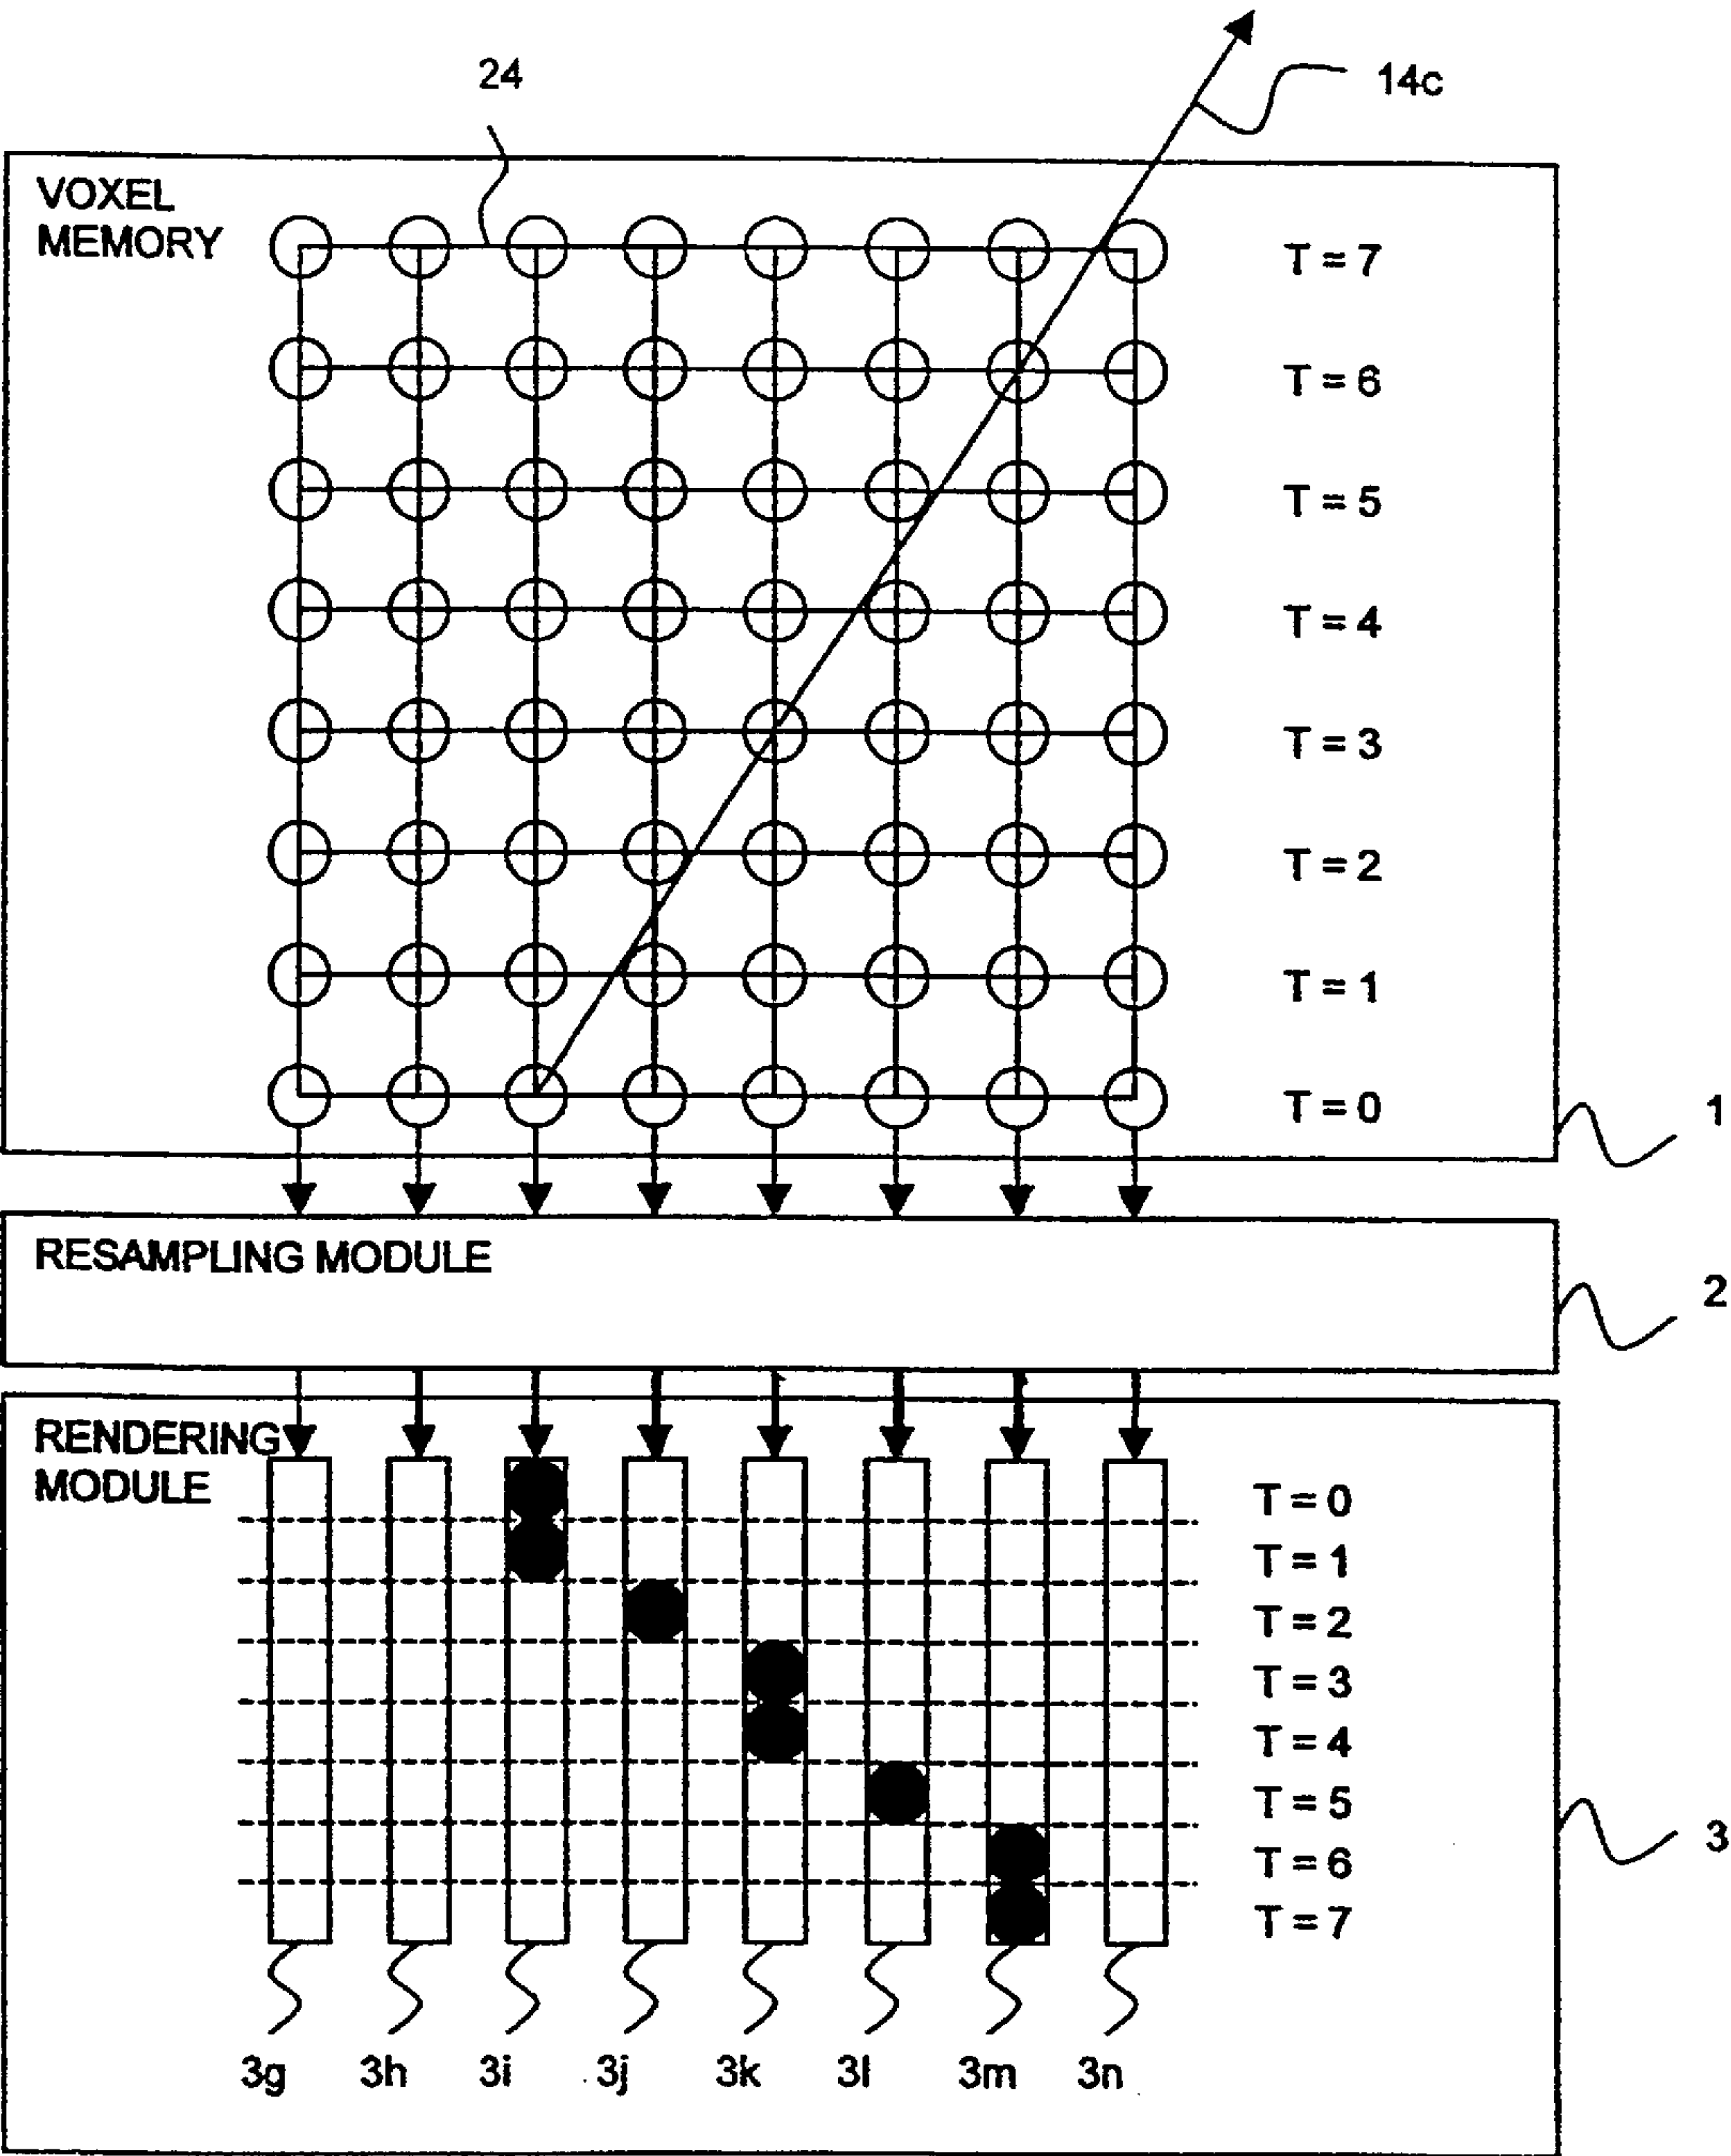 24
14c
VOXEL
MEMORY
T = 7
T = 6
T = 5
T = 4
T = 3
T = 2
T = 1
T = 0
1
RESAMPLING MODULE
2
RENDERING
MODULE
T = 0
T = 1
T = 2
T = 3
T = 4
T = 5
T = 6
T = 7
3
3g 3h 3i 3j 3k 3l 3m 3n